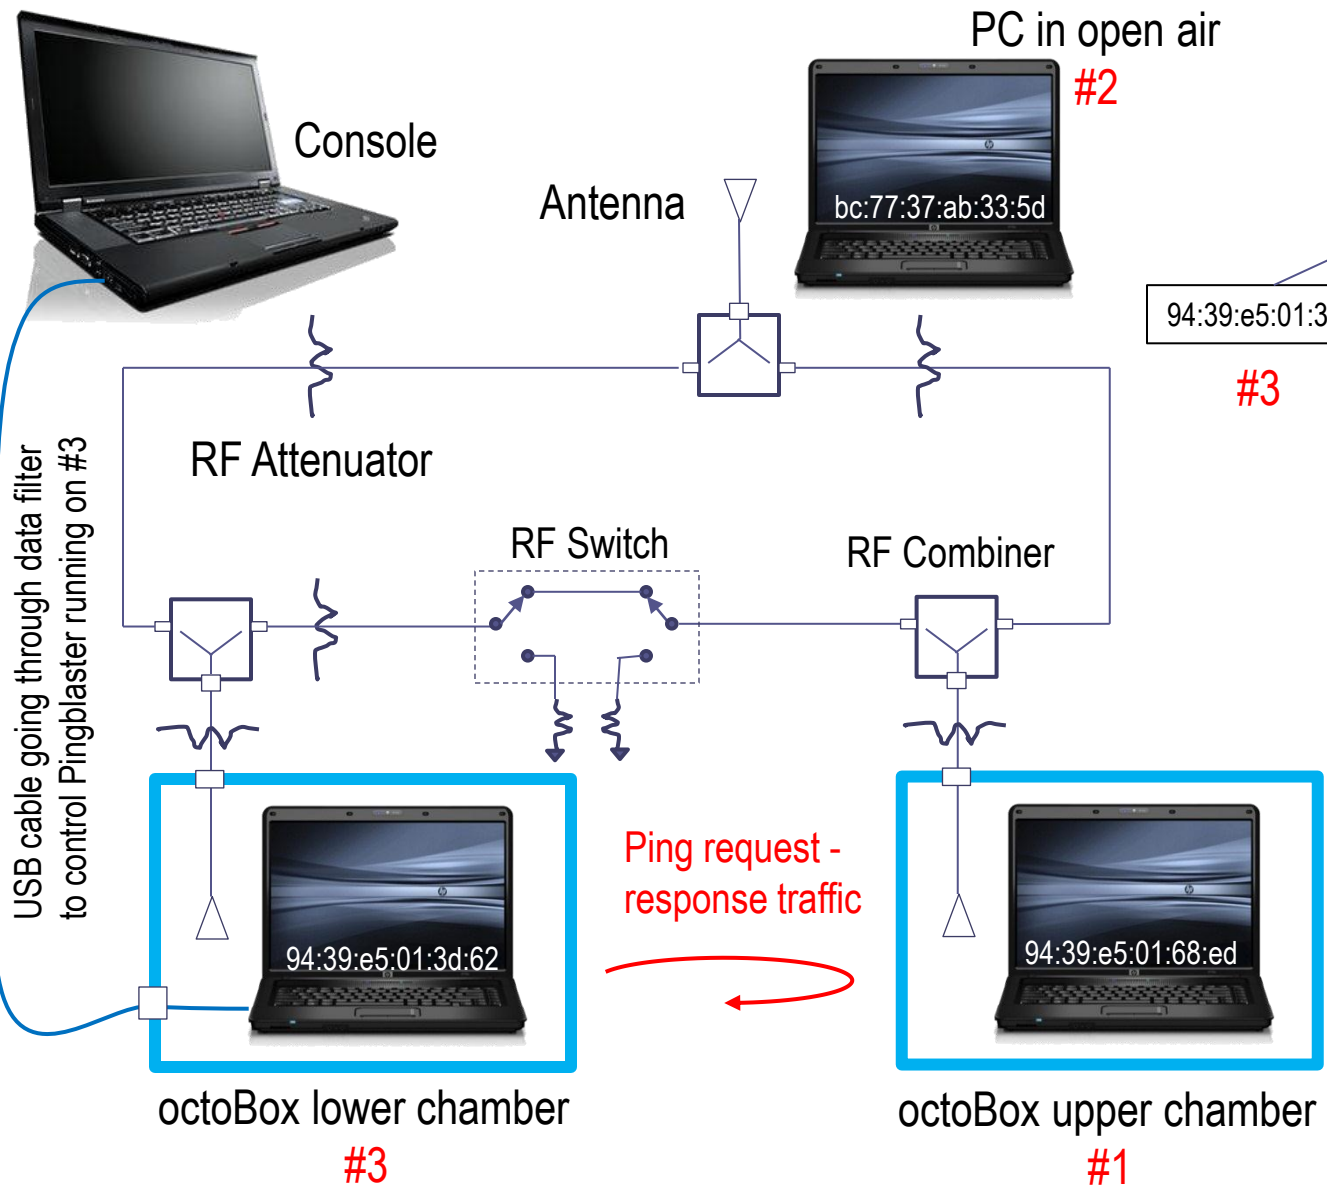 PC in open air
#2
Console
Antenna
bc:77:37:ab:33:5d
94:39:e5:01:3
#3
RF Attenuator
USB cable going through data filter
to control Pingblaster running on #3
RF Switch
RF Combiner
Ping request -
response traffic
94:39:e5:01:3d:62
94:39:e5:01:68:ed
octoBox lower chamber
#3
octoBox upper chamber
#1